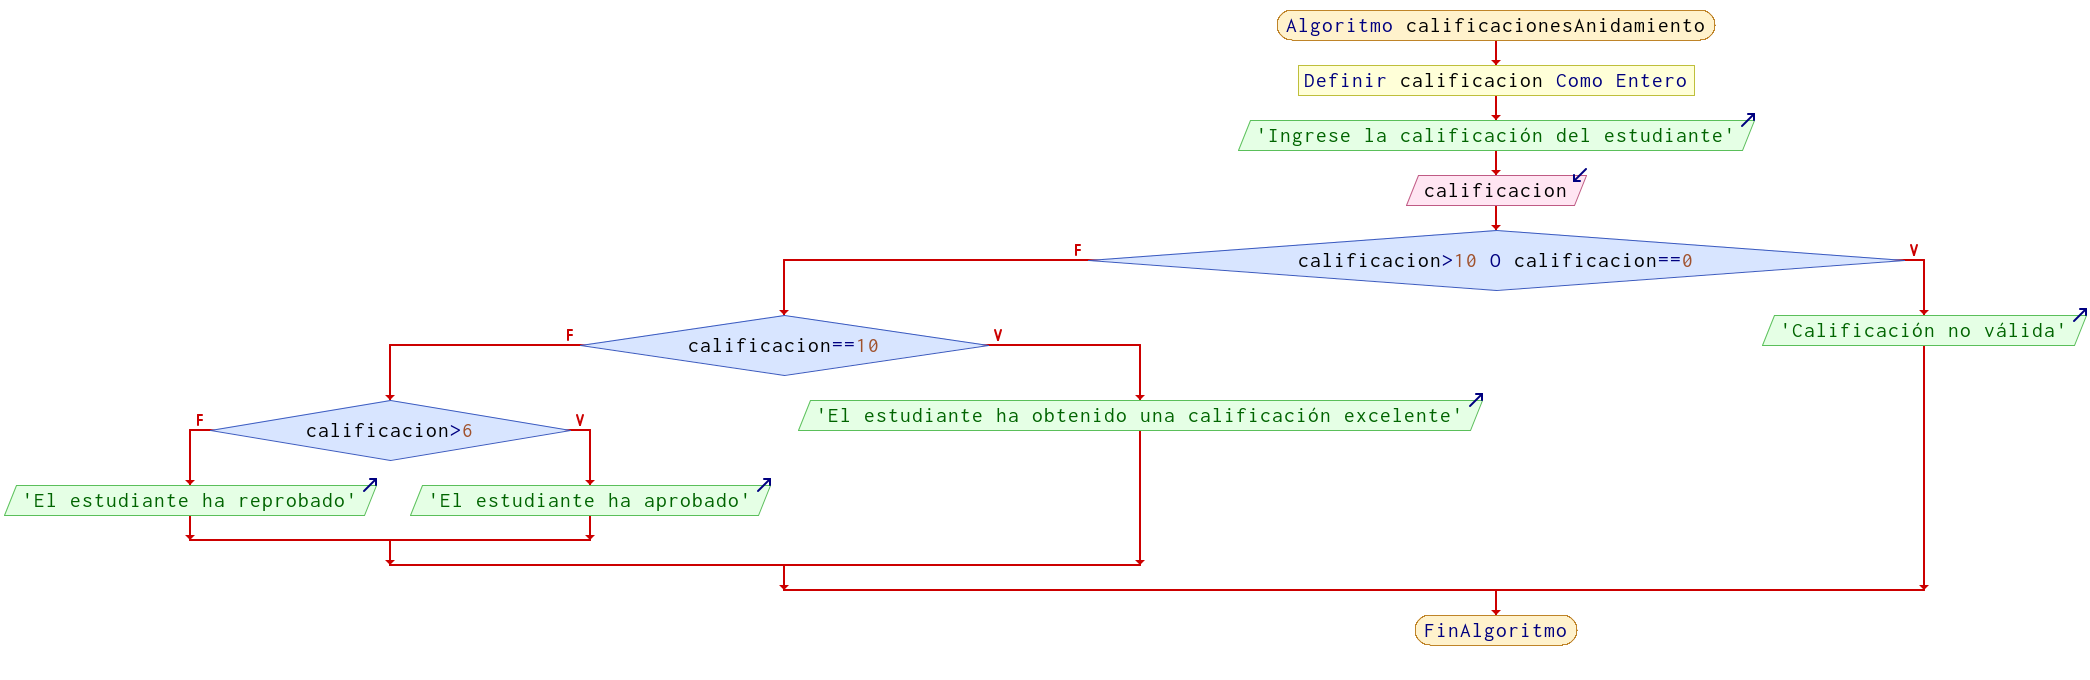 Algoritmo calificacionesAnidamiento
Definir calificacion Como Entero
'Ingrese la calificación del estudiante'
calificacion
F
calificacion>10 O calificacion==0
V
'Calificación no válida'
F
calificacion==10
V
'El estudiante ha obtenido una calificación excelente'
F
calificacion>6
V
'El estudiante ha reprobado'
'El estudiante ha aprobado'
FinAlgoritmo